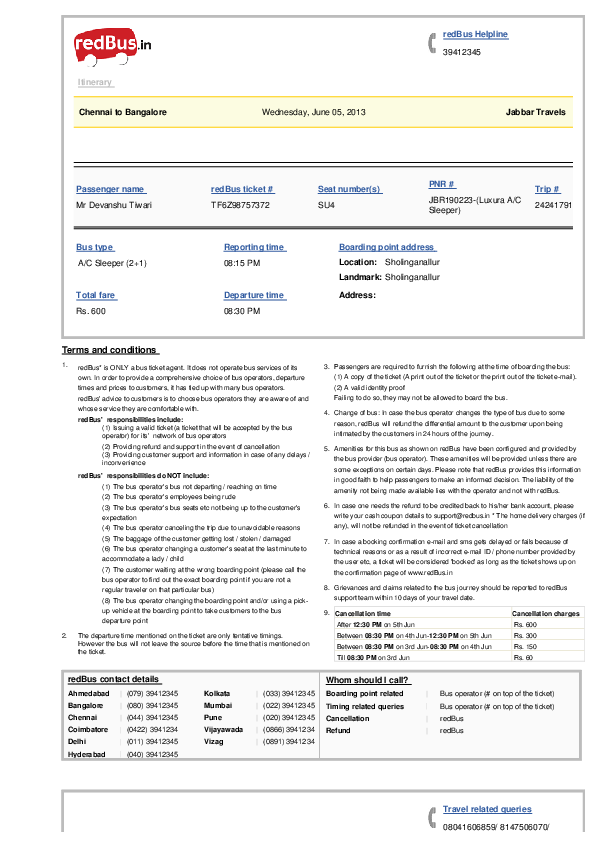 redBus.in
redBus Helpline
39412345
Itinerary
Chennai to Bangalore Wednesday, June 05, 2013 Jabbar Travels
Passenger name redBus ticket # Seat number(s) PNR # Trip #
Mr Devanshu Tiwari TF6Z98757372 SU4 JBR190223-(Luxura A/C Sleeper) 24241791
Bus type Reporting time Boarding point address
A/C Sleeper (2+1) 08:15 PM Location: Sholinganallur
Landmark: Sholinganallur
Total fare Departure time Address:
Rs. 600 08:30 PM
Terms and conditions
1. redBus* is ONLY a bus ticket agent. It does not operate bus services of its
own. In order to provide a comprehensive choice of bus operators, departure
times and prices to customers, it has tied up with many bus operators.
redBus' advice to customers is to choose bus operators they are aware of and
whose service they are comfortable with.
redBus' responsibilities include:
(1) Issuing a valid ticket (a ticket that will be accepted by the bus
operator) for its' network of bus operators
(2) Providing refund and support in the event of cancellation
(3) Providing customer support and information in case of any delays /
inconvenience
redBus' responsibilities do NOT include:
(1) The bus operator's bus not departing / reaching on time
(2) The bus operator's employees being rude
(3) The bus operator's bus seats etc not being up to the customer's
expectation
(4) The bus operator canceling the trip due to unavoidable reasons
(5) The baggage of the customer getting lost / stolen / damaged
(6) The bus operator changing a customer's seat at the last minute to
accommodate a lady / child
(7) The customer waiting at the wrong boarding point (please call the
bus operator to find out the exact boarding point if you are not a
regular traveler on that particular bus)
(8) The bus operator changing the boarding point and/or using a pick-
up vehicle at the boarding point to take customers to the bus
departure point
2. The departure time mentioned on the ticket are only tentative timings.
However the bus will not leave the source before the time that is mentioned on
the ticket.
3. Passengers are required to furnish the following at the time of boarding the bus:
(1) A copy of the ticket (A print out of the ticket or the print out of the ticket e-mail).
(2) A valid identity proof
Failing to do so, they may not be allowed to board the bus.
4. Change of bus: In case the bus operator changes the type of bus due to some
reason, redBus will refund the differential amount to the customer upon being
intimated by the customers in 24 hours of the journey.
5. Amenities for this bus as shown on redBus have been configured and provided by
the bus provider (bus operator). These amenities will be provided unless there are
some exceptions on certain days. Please note that redBus provides this information
in good faith to help passengers to make an informed decision. The liability of the
amenity not being made available lies with the operator and not with redBus.
6. In case one needs the refund to be credited back to his/her bank account, please
write your cash coupon details to support@redbus.in * The home delivery charges (if
any), will not be refunded in the event of ticket cancellation
7. In case a booking confirmation e-mail and sms gets delayed or fails because of
technical reasons or as a result of incorrect e-mail ID / phone number provided by
the user etc, a ticket will be considered 'booked' as long as the ticket shows up on
the confirmation page of www.redBus.in
8. Grievances and claims related to the bus journey should be reported to redBus
support team within 10 days of your travel date.
9. Cancellation time Cancellation charges
After 12:30 PM on 5th Jun Rs. 600
Between 08:30 PM on 4th Jun-12:30 PM on 5th Jun Rs. 300
Between 08:30 PM on 3rd Jun-08:30 PM on 4th Jun Rs. 150
Till 08:30 PM on 3rd Jun Rs. 60
redBus contact details
Ahmedabad (079) 39412345 Kolkata (033) 39412345
Bangalore (080) 39412345 Mumbai (022) 39412345
Chennai (044) 39412345 Pune (020) 39412345
Coimbatore (0422) 391234 Vijayawada (0866) 391234
Delhi (011) 39412345 Vizag (0891) 391234
Hyderabad (040) 39412345
Whom should I call?
Boarding point related Bus operator (# on top of the ticket)
Timing related queries Bus operator (# on top of the ticket)
Cancellation redBus
Refund redBus
Travel related queries
08041606859/ 8147506070/